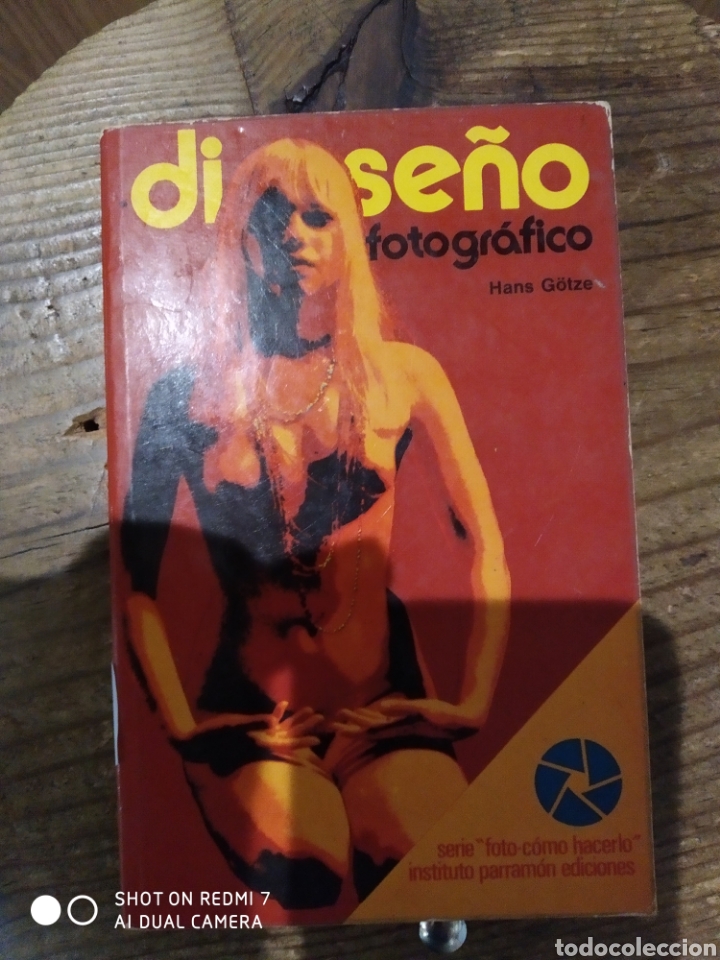 diseño
fotográfico
Hans Götze
serie "foto-cómo hacerlo"
instituto parramón ediciones
SHOT ON REDMI 7
AI DUAL CAMERA
todocoleccion